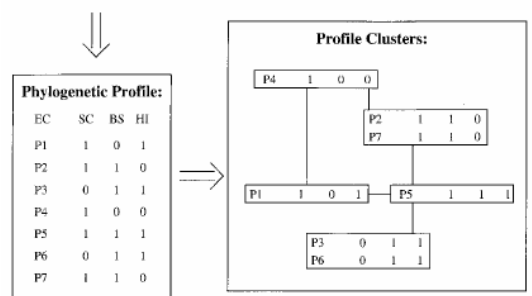 Phylogenetic Profile:
EC SC BS HI
P1 1 0 1
P2 1 1 0
P3 0 1 1
P4 1 0 0
P5 1 1 1
P6 0 1 1
P7 1 1 0
Profile Clusters:
P4 1 0 0
P2 1 1 0
P7 1 1 0
P1 1 0 1
P5 1 1 1
P3 0 1 1
P6 0 1 1